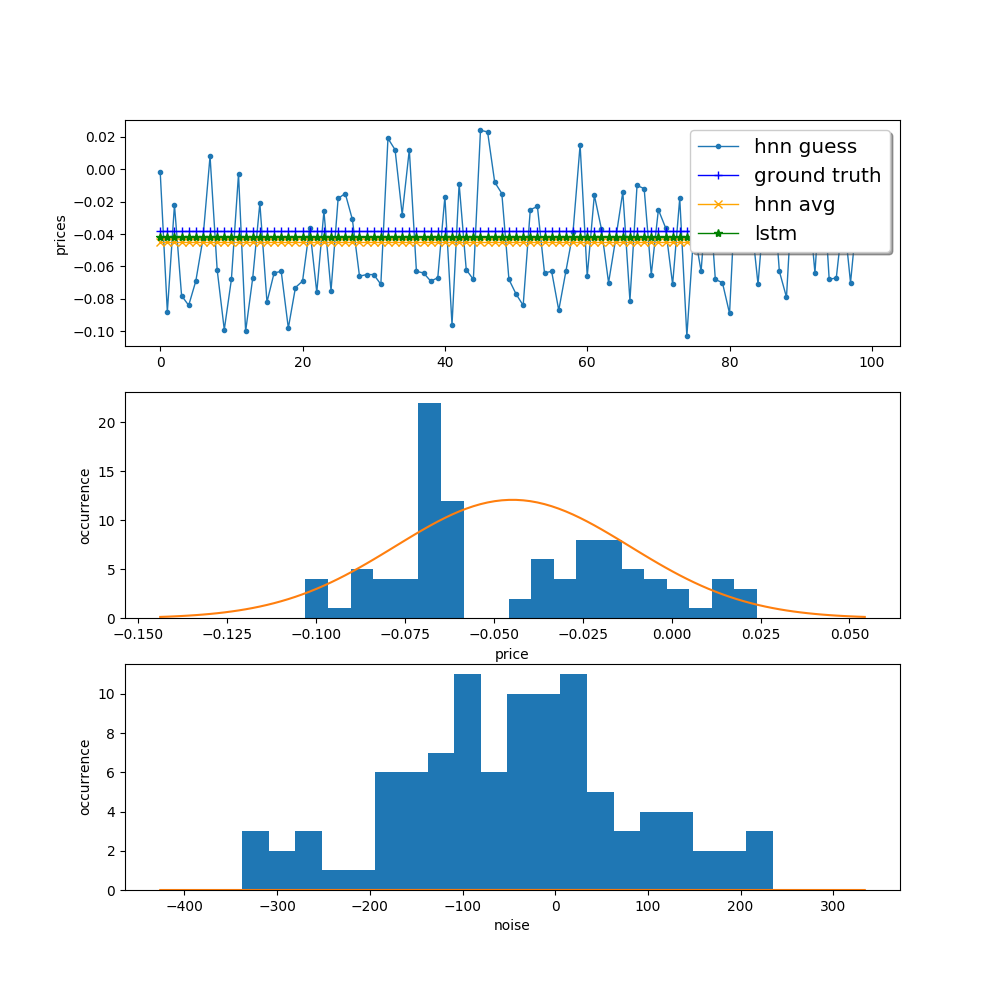 0.02
0.00
−0.02
−0.04
−0.06
−0.08
−0.10
prices
hnn guess
ground truth
hnn avg
lstm
0 20 40 60 80 100
20
15
10
5
0
occurrence
−0.150 −0.125 −0.100 −0.075 −0.050 −0.025 0.000 0.025 0.050
price
10
8
6
4
2
0
occurrence
−400 −300 −200 −100 0 100 200 300
noise